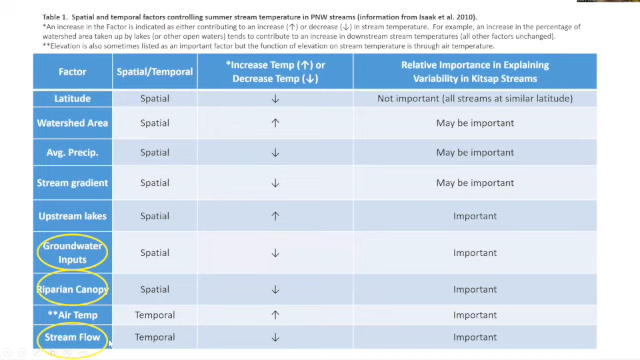 Table 1.  Spatial and temporal factors controlling summer stream temperature in PNW streams (information from Isaak et al. 2010).
*An increase in the Factor is indicated as either contributing to an increase (↑) or decrease (↓) in stream temperature. For example, an increase in the percentage of
watershed area taken up by lakes (or other open waters) tends to contribute to an increase in downstream stream temperatures (all other factors unchanged).
**Elevation is also sometimes listed as an important factor but the function of elevation on stream temperature is through air temperature.
Factor Spatial/Temporal *Increase Temp (↑) or Decrease Temp (↓) Relative Importance in Explaining Variability in Kitsap Streams
Latitude Spatial ↓ Not important (all streams at similar latitude)
Watershed Area Spatial ↑ May be important
Avg. Precip. Spatial ↓ May be important
Stream gradient Spatial ↓ May be important
Upstream lakes Spatial ↑ Important
Groundwater Inputs Spatial ↓ Important
Riparian Canopy Spatial ↓ Important
**Air Temp Temporal ↑ Important
Stream Flow Temporal ↓ Important